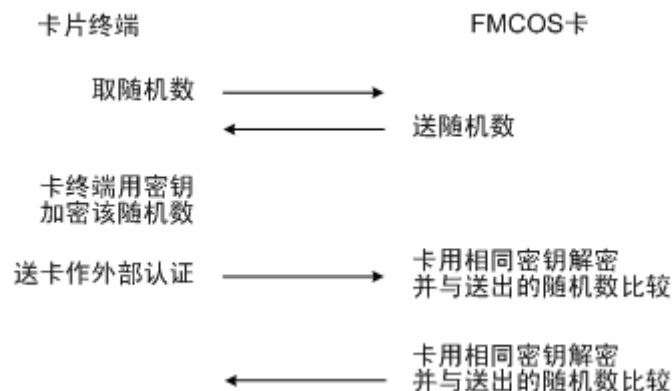 卡片终端
FMCOS卡
取随机数
送随机数
卡终端用密钥
加密该随机数
送卡作外部认证
卡用相同密钥解密
并与送出的随机数比较
卡用相同密钥解密
并与送出的随机数比较